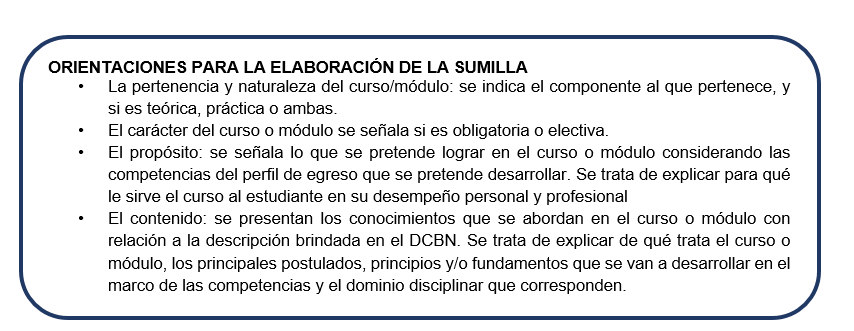 ORIENTACIONES PARA LA ELABORACIÓN DE LA SUMILLA
• La pertenencia y naturaleza del curso/módulo: se indica el componente al que pertenece, y
si es teórica, práctica o ambas.
• El carácter del curso o módulo se señala si es obligatoria o electiva.
• El propósito: se señala lo que se pretende lograr en el curso o módulo considerando las
competencias del perfil de egreso que se pretende desarrollar. Se trata de explicar para qué
le sirve el curso al estudiante en su desempeño personal y profesional
• El contenido: se presentan los conocimientos que se abordan en el curso o módulo con
relación a la descripción brindada en el DCBN. Se trata de explicar de qué trata el curso o
módulo, los principales postulados, principios y/o fundamentos que se van a desarrollar en el
marco de las competencias y el dominio disciplinar que corresponden.